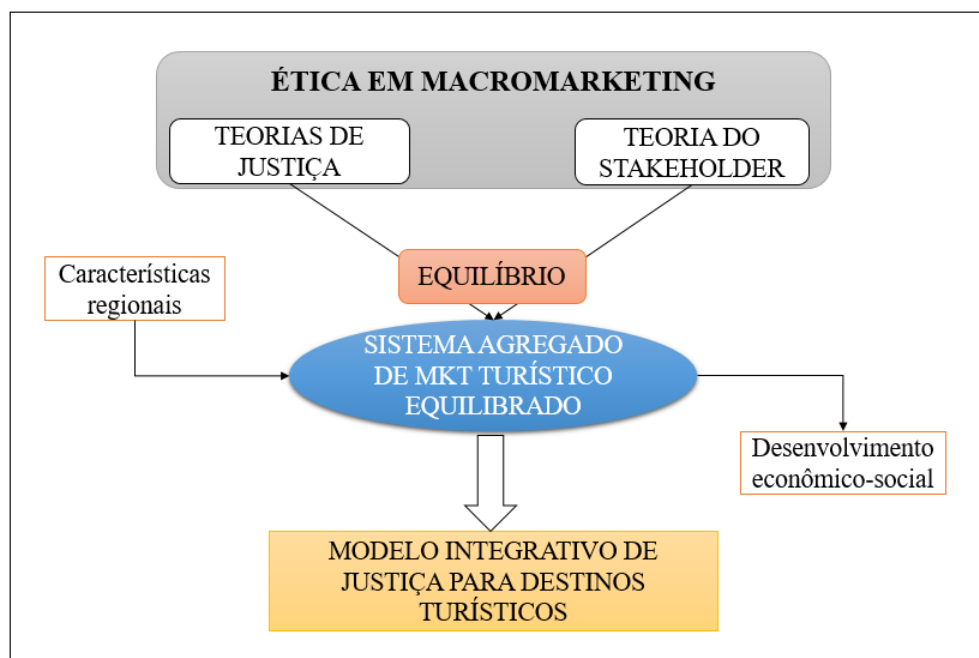 ÉTICA EM MACROMARKETING
TEORIAS DE
JUSTIÇA
TEORIA DO
STAKEHOLDER
EQUILÍBRIO
Características
regionais
SISTEMA AGREGADO
DE MKT TURÍSTICO
EQUILIBRADO
Desenvolvimento
econômico-social
MODELO INTEGRATIVO DE
JUSTIÇA PARA DESTINOS
TURÍSTICOS